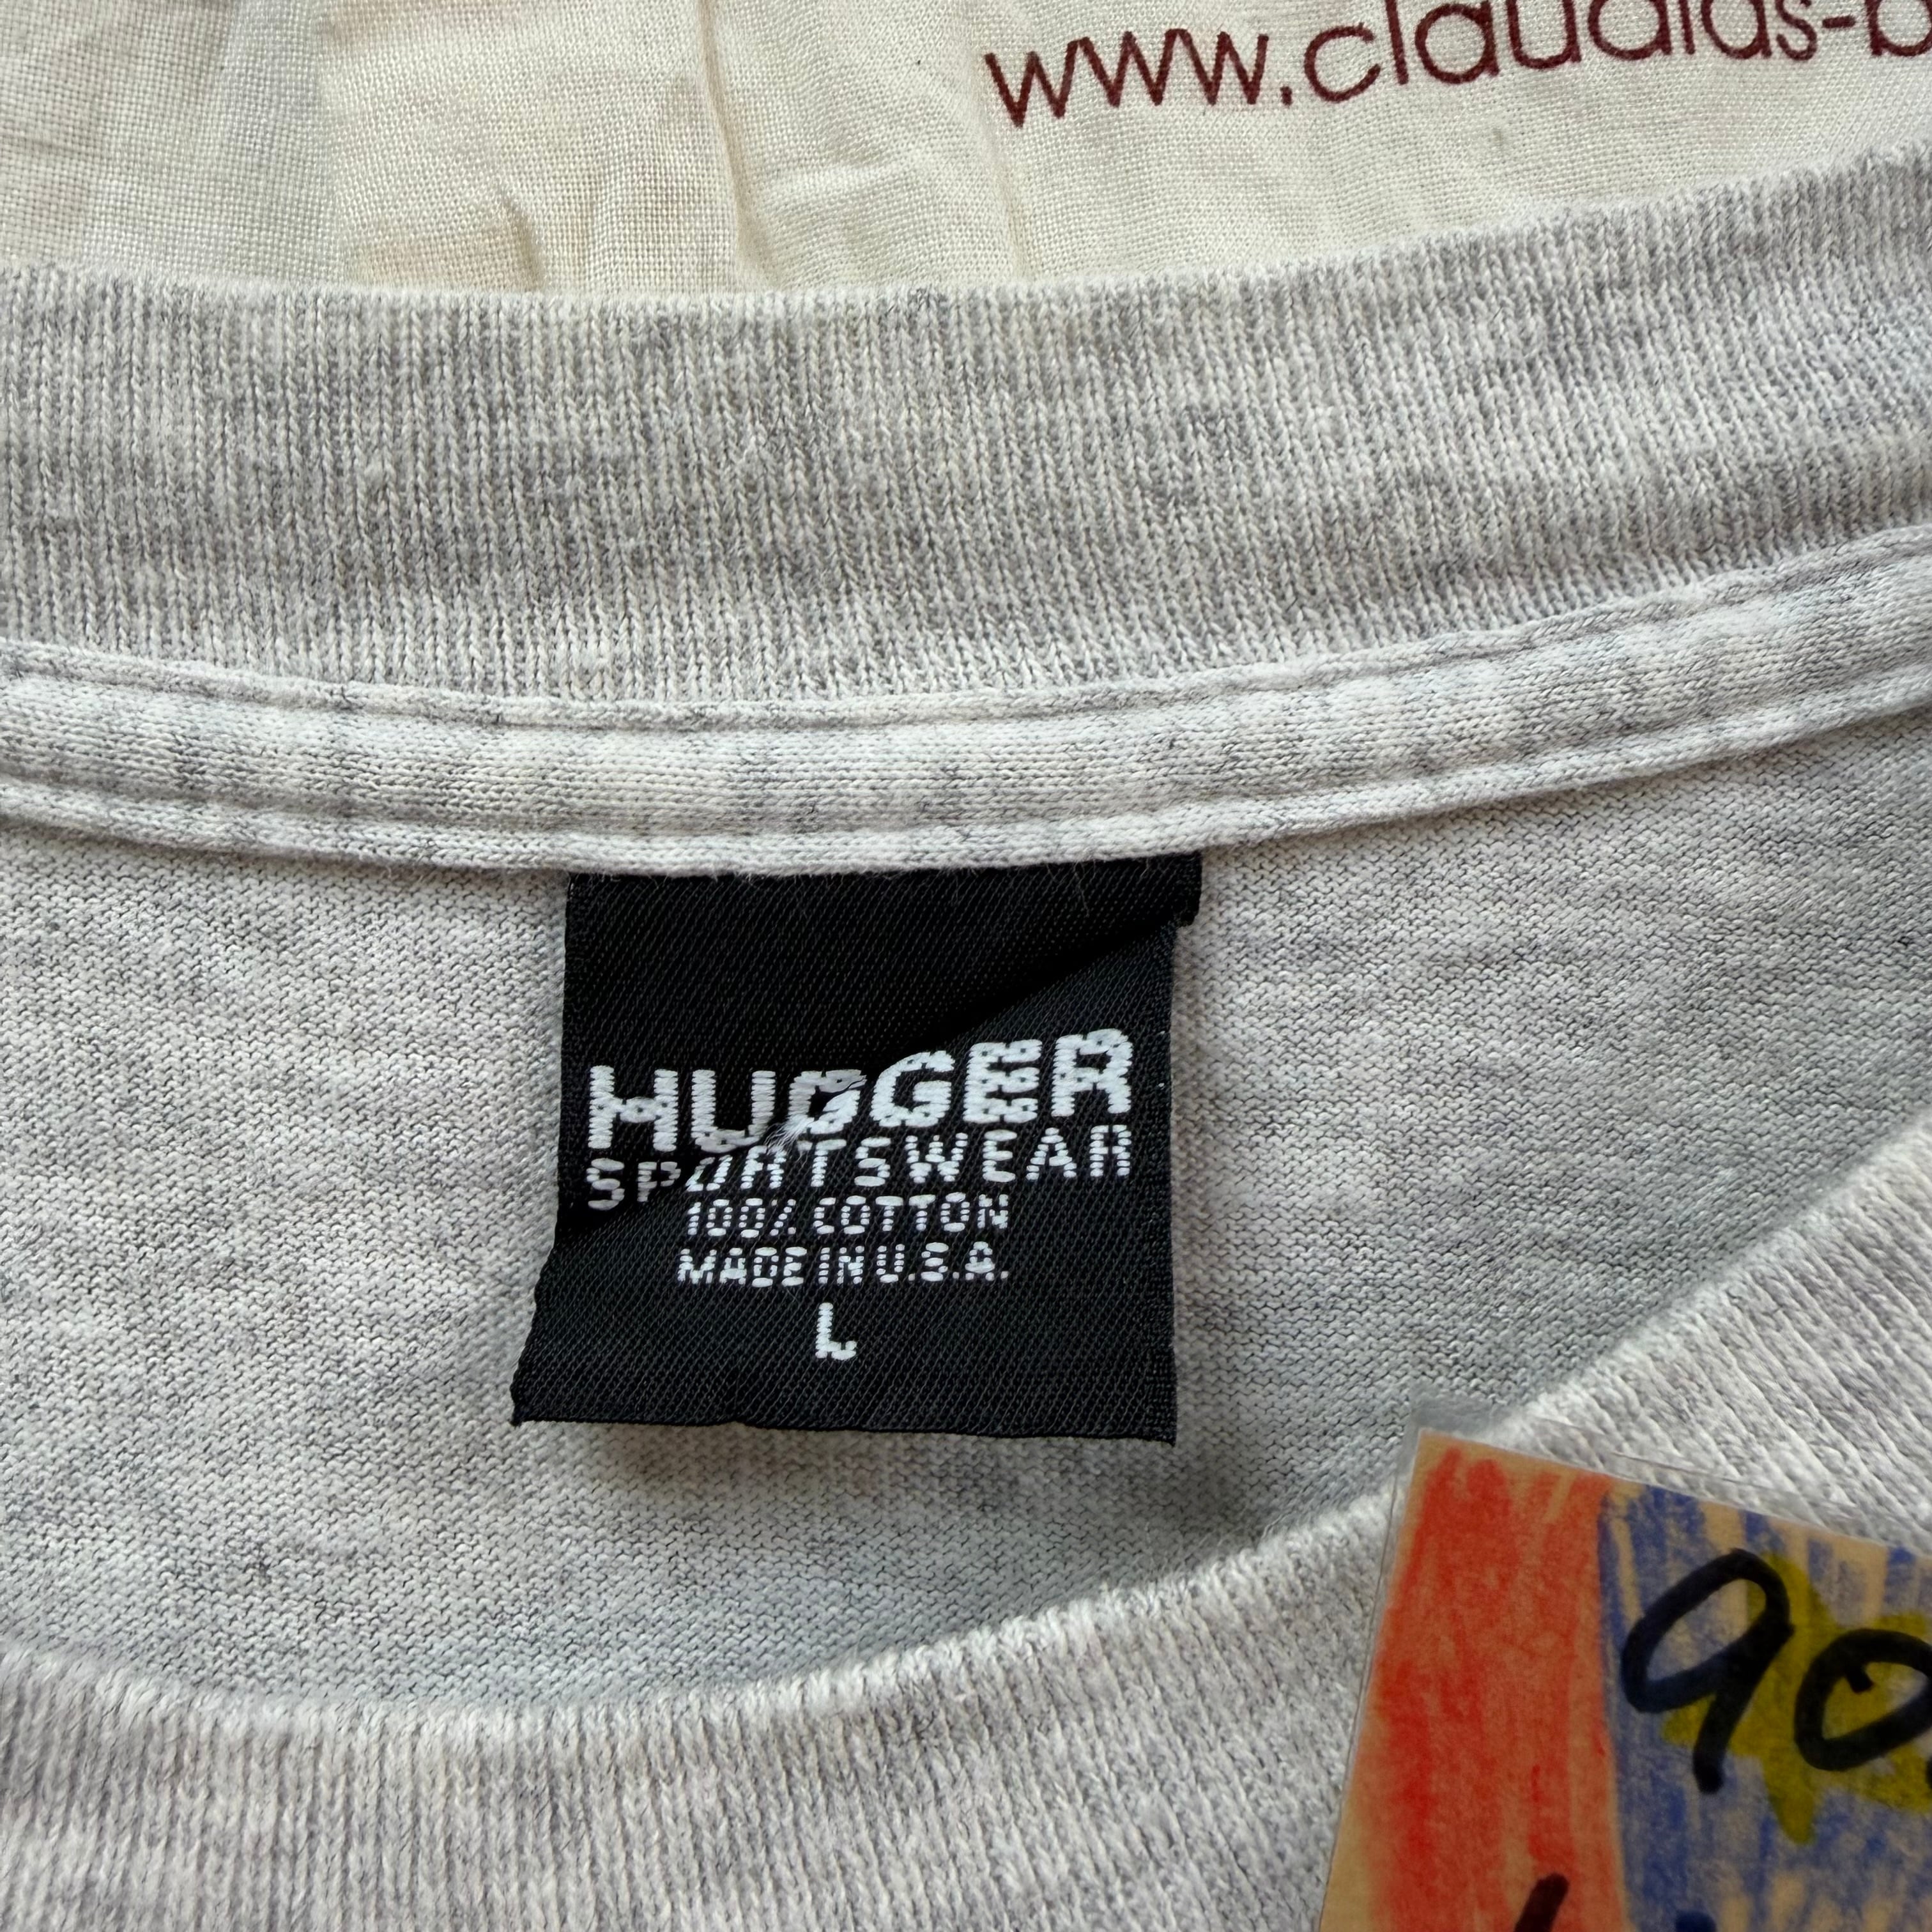 www.claudias-b
HUGGER
SPORTSWEAR
100% COTTON
MADE IN U.S.A.
L
90